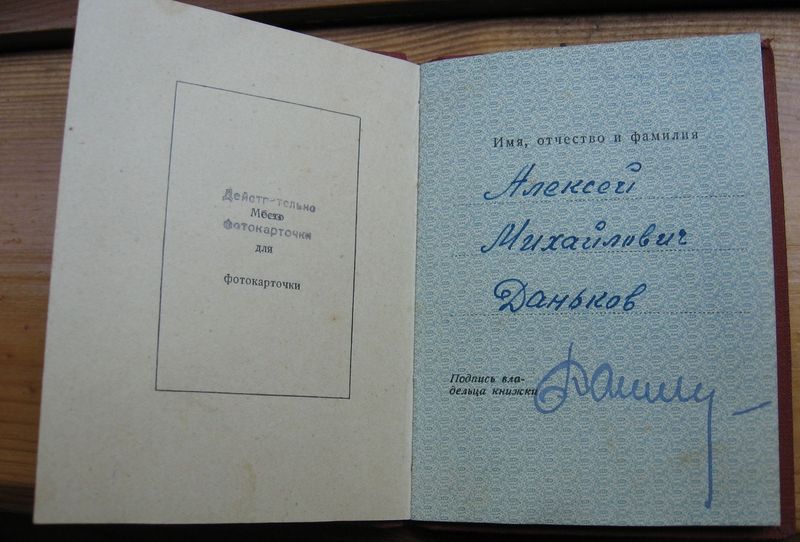 Действительно
Место
фотокарточки
для
фотокарточки
Имя, отчество и фамилия
Алексей
Михайлович
Даньков
Подпись вла-
дельца книжки